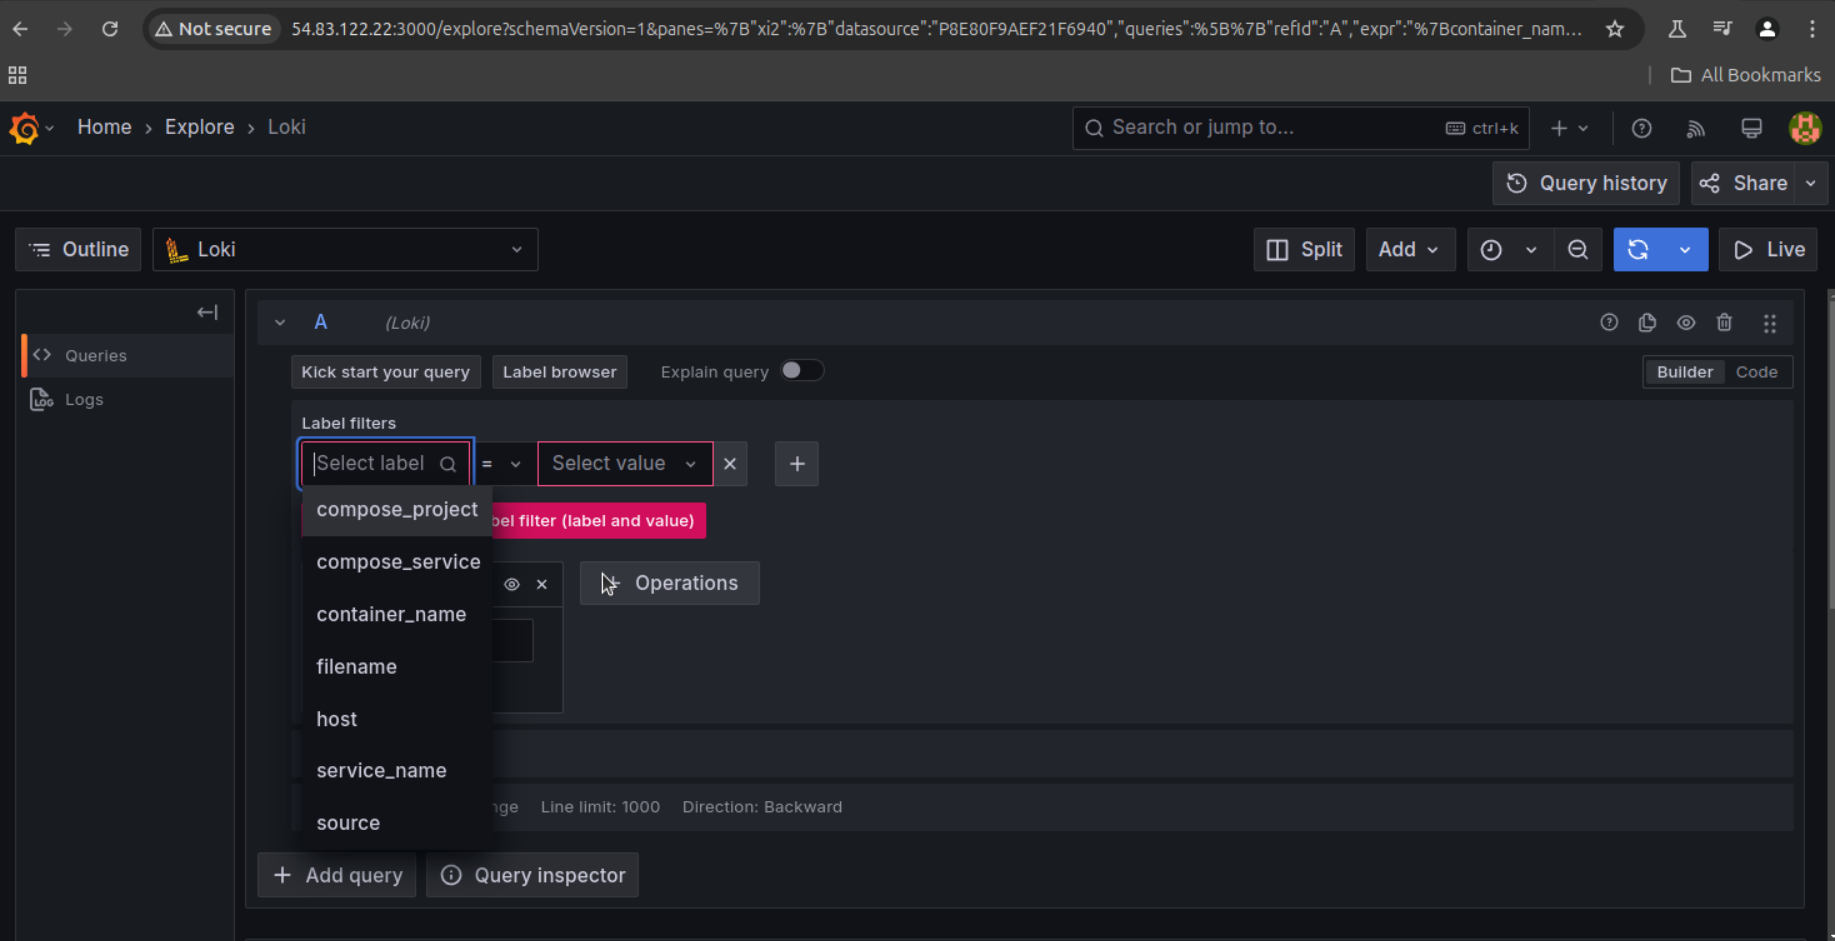 Not secure 54.83.122.22:3000/explore?schemaVersion=1&panes=%7B"xi2":%7B"datasource":"P8E80F9AEF21F6940","queries":%5B%7B"refId":"A","expr":"%7Bcontainer_nam...
All Bookmarks
Home › Explore › Loki
Search or jump to...
ctrl+k
Query history
Share
Outline
Loki
Split
Add
Live
Queries
Logs
A (Loki)
Kick start your query
Label browser
Explain query
Builder
Code
Label filters
Select label
=
Select value
compose_project
bel filter (label and value)
compose_service
Operations
container_name
filename
host
service_name
nge Line limit: 1000 Direction: Backward
source
+ Add query
Query inspector